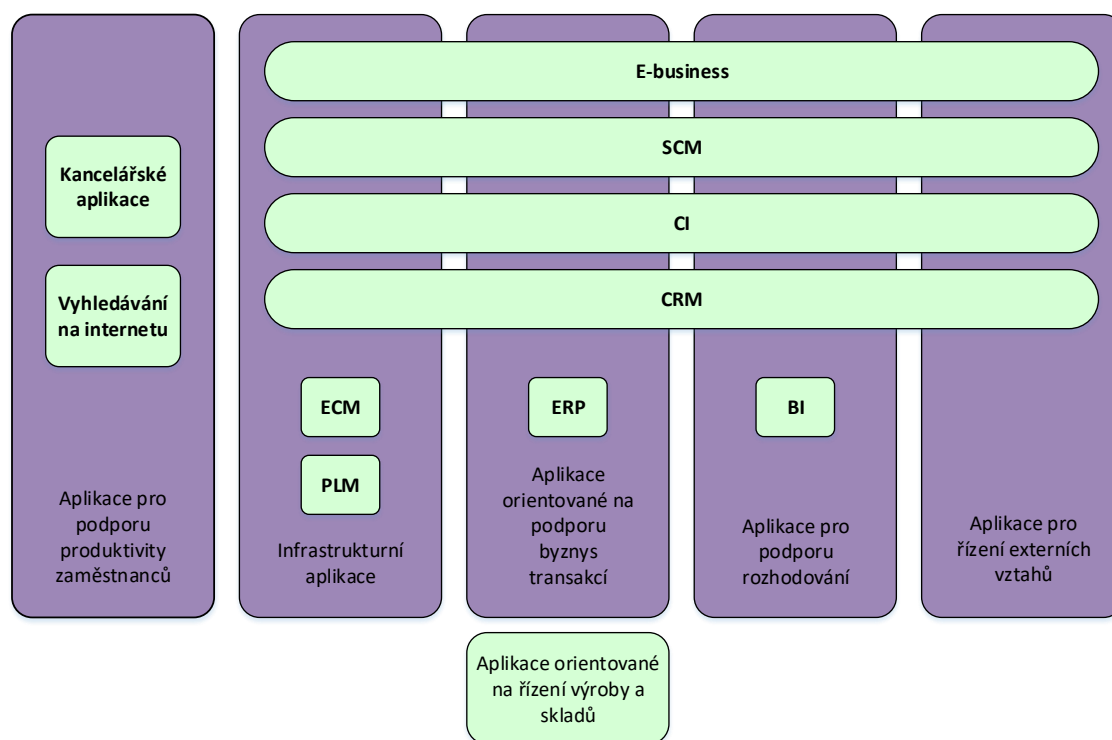 E-business
SCM
CI
CRM
Kancelářské
aplikace
Vyhledávání
na internetu
Aplikace pro
podporu
produktivity
zaměstnanců
ECM
PLM
Infrastrukturní
aplikace
ERP
Aplikace
orientované na
podporu
byznys
transakcí
BI
Aplikace pro
podporu
rozhodování
Aplikace pro
řízení externích
vztahů
Aplikace orientované
na řízení výroby a
skladů